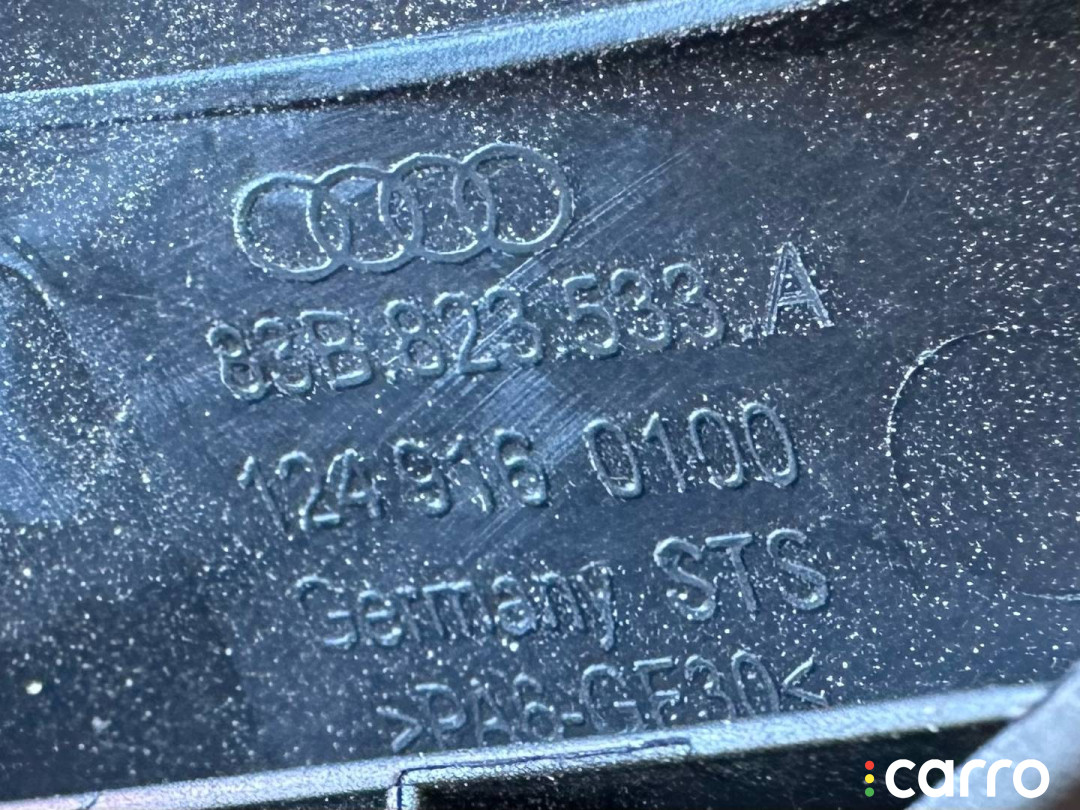 83B.823.533.A
124 916 0100
Germany STS
>PA6-GF30<
carro